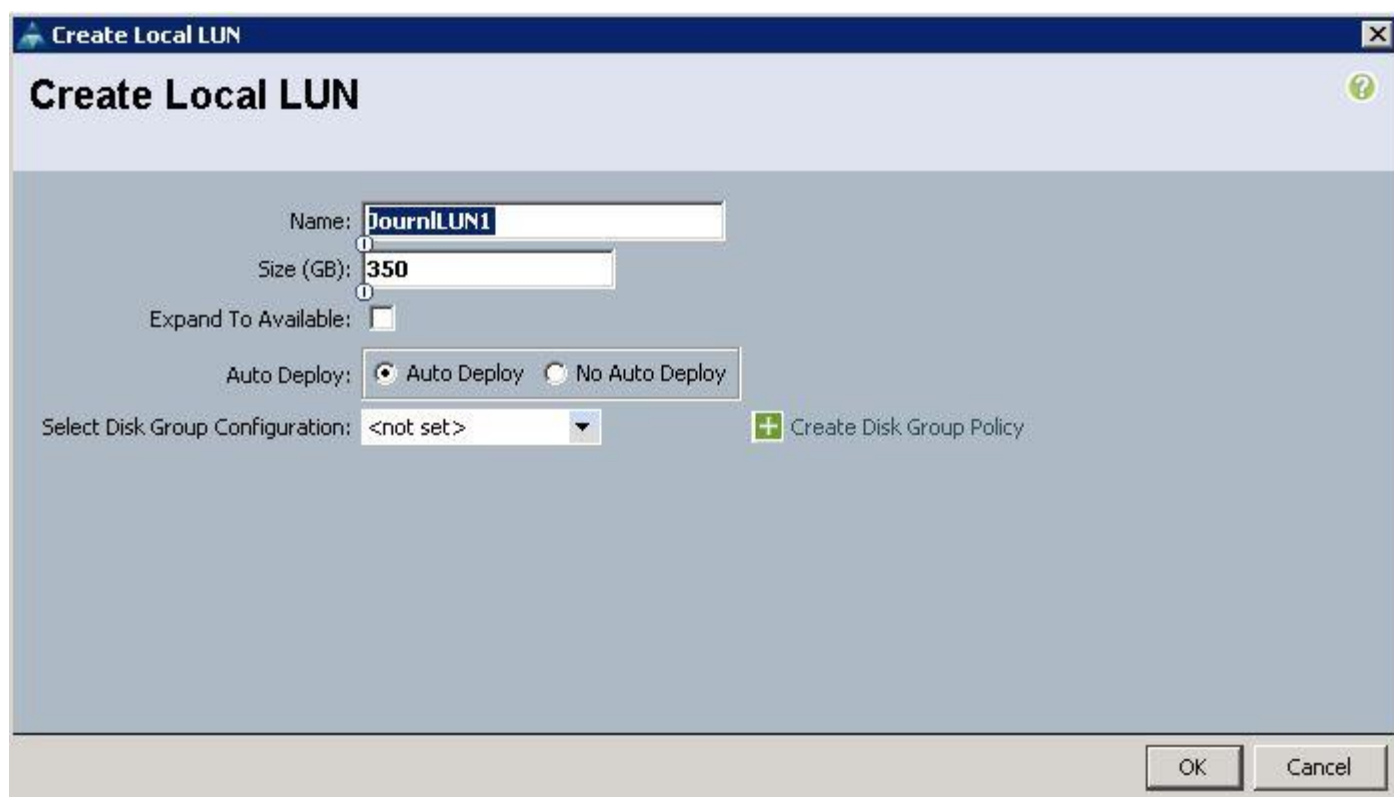 Create Local LUN
Create Local LUN
Name: JournlLUN1
Size (GB): 350
Expand To Available:
Auto Deploy: Auto Deploy No Auto Deploy
Select Disk Group Configuration: <not set> Create Disk Group Policy
OK Cancel